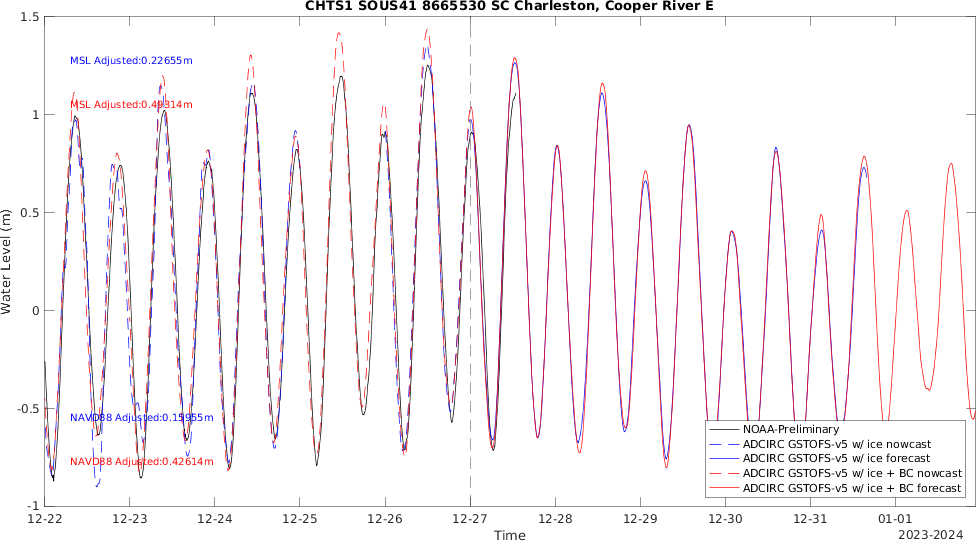 CHTS1 SOUS41 8665530 SC Charleston, Cooper River E
1.5
1
0.5
0
-0.5
-1
Water Level (m)
MSL Adjusted:0.22655m
MSL Adjusted:0.49314m
NAVD88 Adjusted:0.15955m
NAVD88 Adjusted:0.42614m
NOAA-Preliminary
ADCIRC GSTOFS-v5 w/ ice nowcast
ADCIRC GSTOFS-v5 w/ ice forecast
ADCIRC GSTOFS-v5 w/ ice + BC nowcast
ADCIRC GSTOFS-v5 w/ ice + BC forecast
12-22 12-23 12-24 12-25 12-26 12-27 12-28 12-29 12-30 12-31 01-01
Time
2023-2024